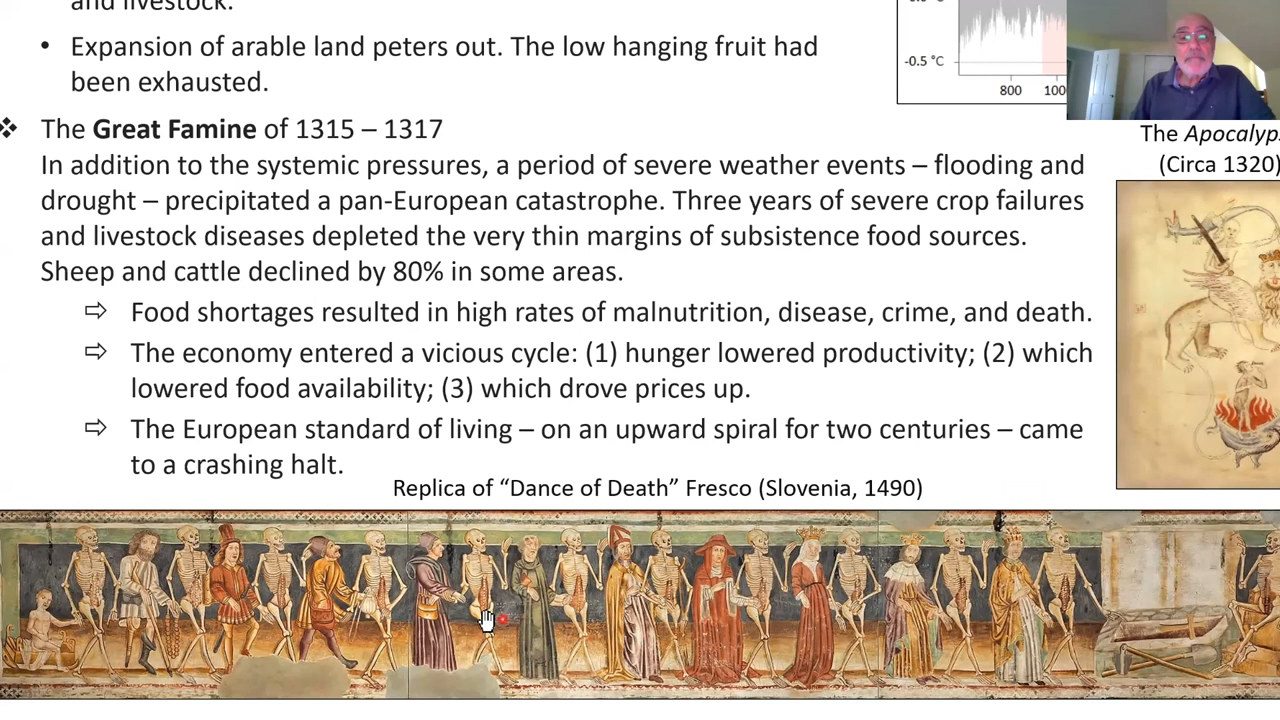 and livestock.
• Expansion of arable land peters out. The low hanging fruit had
been exhausted.
❖ The Great Famine of 1315 – 1317
In addition to the systemic pressures, a period of severe weather events – flooding and
drought – precipitated a pan-European catastrophe. Three years of severe crop failures
and livestock diseases depleted the very thin margins of subsistence food sources.
Sheep and cattle declined by 80% in some areas.
⇨ Food shortages resulted in high rates of malnutrition, disease, crime, and death.
⇨ The economy entered a vicious cycle: (1) hunger lowered productivity; (2) which
lowered food availability; (3) which drove prices up.
⇨ The European standard of living – on an upward spiral for two centuries – came
to a crashing halt.
Replica of “Dance of Death” Fresco (Slovenia, 1490)
-0.5 °C
800 100
The Apocalyp
(Circa 1320)